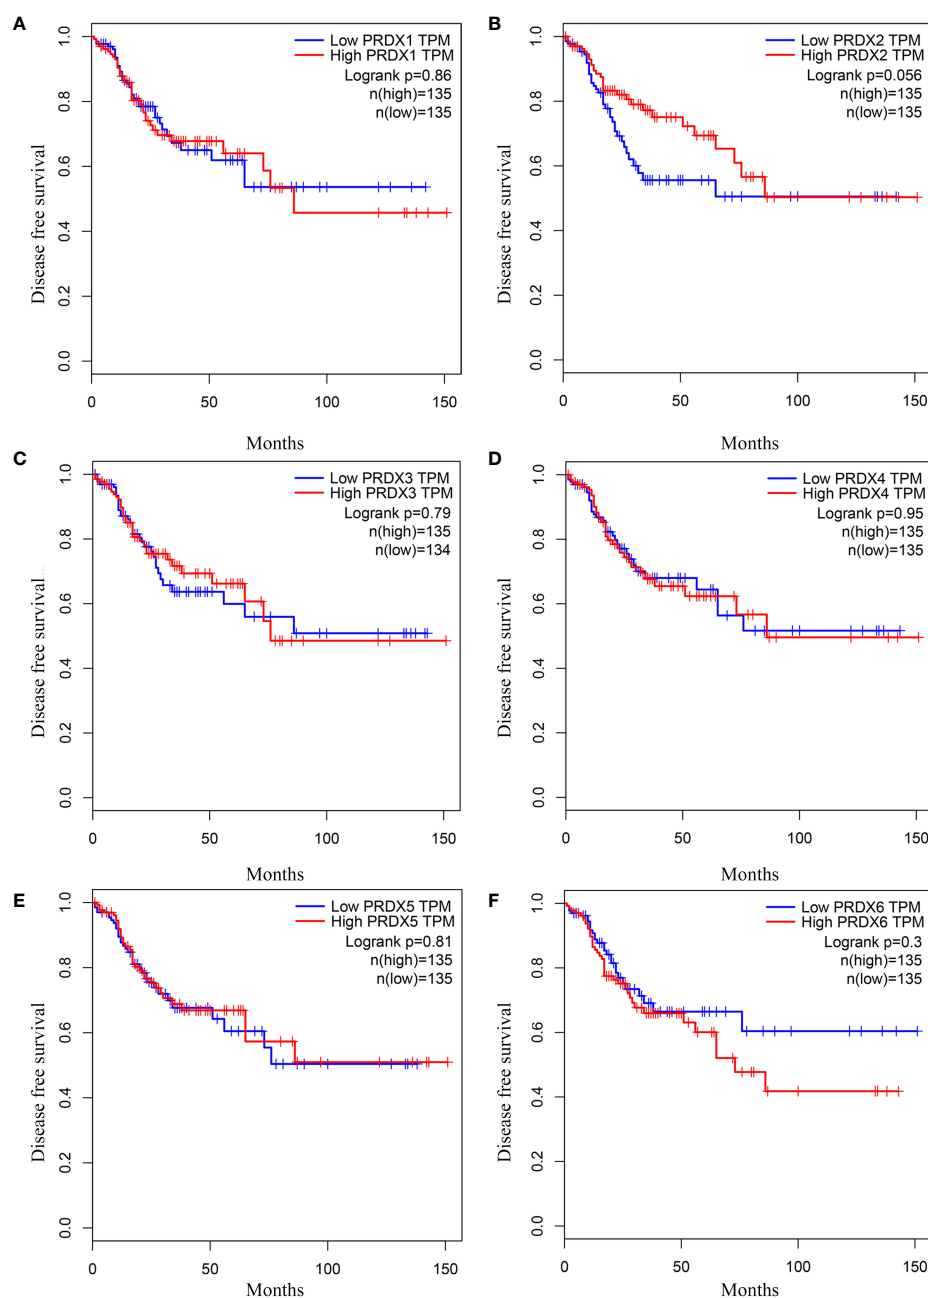 A
Low PRDX1 TPM
High PRDX1 TPM
Logrank p=0.86
n(high)=135
n(low)=135
Disease free survival
0.0
0.2
0.4
0.6
0.8
1.0
0 50 100 150
Months
B
Low PRDX2 TPM
High PRDX2 TPM
Logrank p=0.056
n(high)=135
n(low)=135
Disease free survival
0.0
0.2
0.4
0.6
0.8
1.0
0 50 100 150
Months
C
Low PRDX3 TPM
High PRDX3 TPM
Logrank p=0.79
n(high)=135
n(low)=134
Disease free survival
0.0
0.2
0.4
0.6
0.8
1.0
0 50 100 150
Months
D
Low PRDX4 TPM
High PRDX4 TPM
Logrank p=0.95
n(high)=135
n(low)=135
Disease free survival
0.0
0.2
0.4
0.6
0.8
1.0
0 50 100 150
Months
E
Low PRDX5 TPM
High PRDX5 TPM
Logrank p=0.81
n(high)=135
n(low)=135
Disease free survival
0.0
0.2
0.4
0.6
0.8
1.0
0 50 100 150
Months
F
Low PRDX6 TPM
High PRDX6 TPM
Logrank p=0.3
n(high)=135
n(low)=135
Disease free survival
0.0
0.2
0.4
0.6
0.8
1.0
0 50 100 150
Months